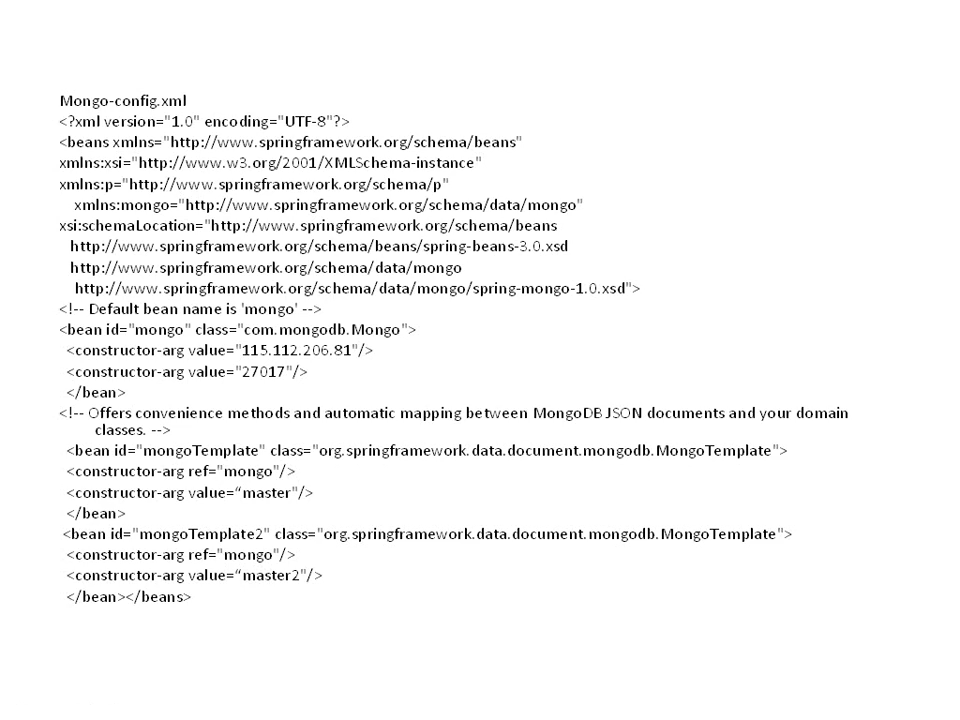 Mongo-config.xml
<?xml version="1.0" encoding="UTF-8"?>
<beans xmlns="http://www.springframework.org/schema/beans"
xmlns:xsi="http://www.w3.org/2001/XMLSchema-instance"
xmlns:p="http://www.springframework.org/schema/p"
xmlns:mongo="http://www.springframework.org/schema/data/mongo"
xsi:schemaLocation="http://www.springframework.org/schema/beans
http://www.springframework.org/schema/beans/spring-beans-3.0.xsd
http://www.springframework.org/schema/data/mongo
http://www.springframework.org/schema/data/mongo/spring-mongo-1.0.xsd">
<!-- Default bean name is 'mongo' -->
<bean id="mongo" class="com.mongodb.Mongo">
<constructor-arg value="115.112.206.81"/>
<constructor-arg value="27017"/>
</bean>
<!-- Offers convenience methods and automatic mapping between MongoDB JSON documents and your domain
classes. -->
<bean id="mongoTemplate" class="org.springframework.data.document.mongodb.MongoTemplate">
<constructor-arg ref="mongo"/>
<constructor-arg value=“master"/>
</bean>
<bean id="mongoTemplate2" class="org.springframework.data.document.mongodb.MongoTemplate">
<constructor-arg ref="mongo"/>
<constructor-arg value=“master2"/>
</bean></beans>